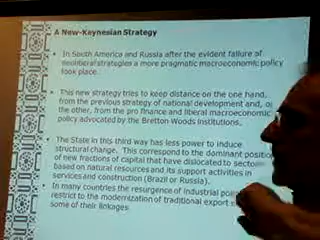 A New-Keynesian Strategy
In South America and Russia after the evident failure of
neoliberal strategies a more pragmatic macroeconomic policy
took place.
This new strategy tries to keep distance on the one hand,
from the previous strategy of national development and, on
the other, from the pro finance and liberal macroeconomic
policy advocated by the Bretton Woods Institutions.
The State in this third way has less power to induce
structural change. This correspond to the dominant position
of new fractions of capital that have dislocated to sectors
based on natural resources and its support activities in
services and construction (Brazil or Russia).
In many countries the resurgence of industrial
restrict to the modernization of traditional export
some of their linkages